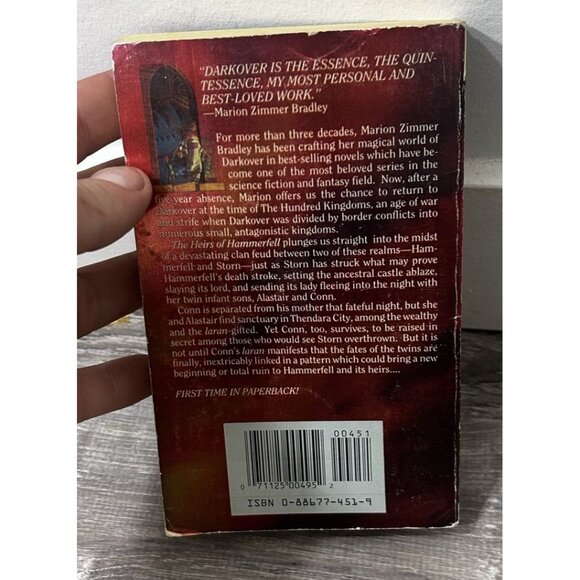 "DARKOVER IS THE ESSENCE, THE QUIN-
TESSENCE, MY MOST PERSONAL AND
BEST-LOVED WORK."
—Marion Zimmer Bradley
For more than three decades, Marion Zimmer
Bradley has been crafting her magical world of
Darkover in best-selling novels which have be-
come one of the most beloved series in the
science fiction and fantasy field. Now, after a
five-year absence, Marion offers us the chance to return to
Darkover at the time of The Hundred Kingdoms, an age of war
and strife when Darkover was divided by border conflicts into
numerous small, antagonistic kingdoms.
The Heirs of Hammerfell plunges us straight into the midst
of a devastating clan feud between two of these realms—Ham-
merfell and Storn—just as Storn has struck what may prove
Hammerfell's death stroke, setting the ancestral castle ablaze,
slaying its lord, and sending its lady fleeing into the night with
her twin infant sons, Alastair and Conn.
Conn is separated from his mother that fateful night, but she
and Alastair find sanctuary in Thendara City, among the wealthy
and the laran-gifted. Yet Conn, too, survives, to be raised in
secret among those who would see Storn overthrown. But it is
not until Conn's laran manifests that the fates of the twins are
finally, inextricably linked in a pattern which could bring a new
beginning or total ruin to Hammerfell and its heirs....
FIRST TIME IN PAPERBACK!
00451
0 71125 00495 2
ISBN 0-88677-451-9